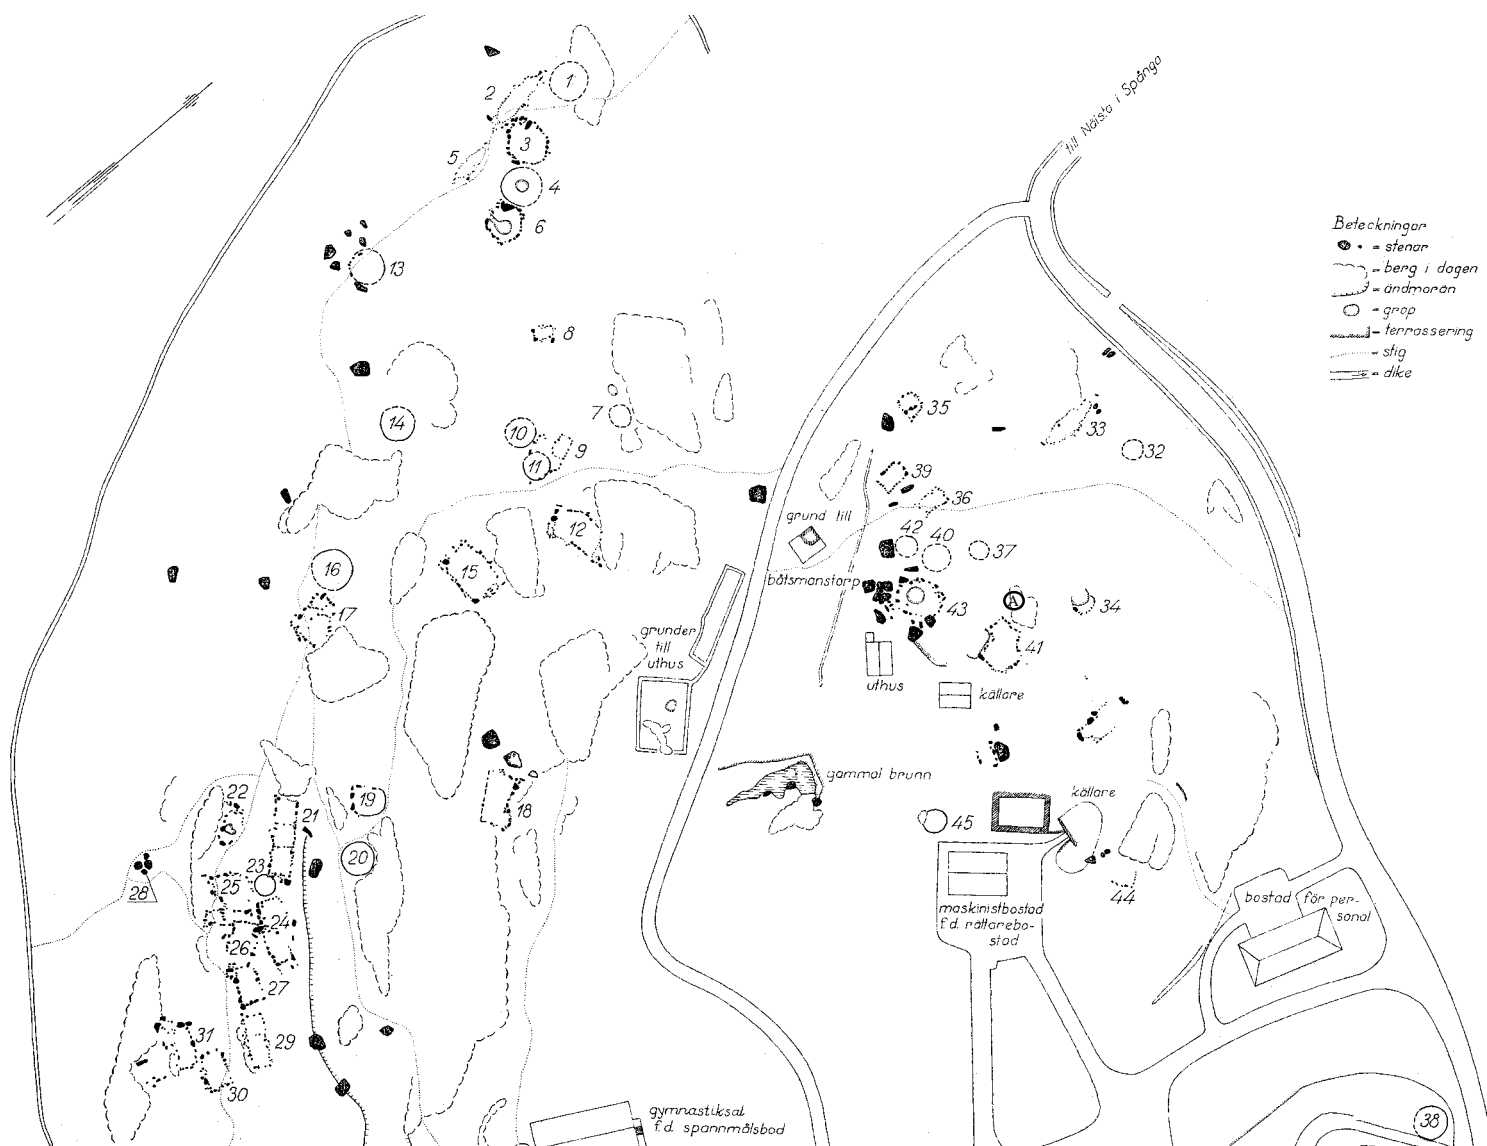 till Nälsta i Spånga
Beteckningar
= stenar
= berg i dagen
= ändmorän
= grop
= terrassering
= stig
= dike
1
2
3
5
4
6
13
8
14
7
10
9
11
35
33
32
39
36
12
grund till
båtsmanstorp
42
40
37
16
15
17
43
A
34
41
grunder
till
uthus
uthus
källare
gammal brunn
källare
22
21
19
18
45
20
23
28
25
24
44
maskinistbostad
f.d. rättarebo-
stad
bostad för per-
sonal
26
27
29
31
30
gymnastiksal
f.d. spannmålsbod
38